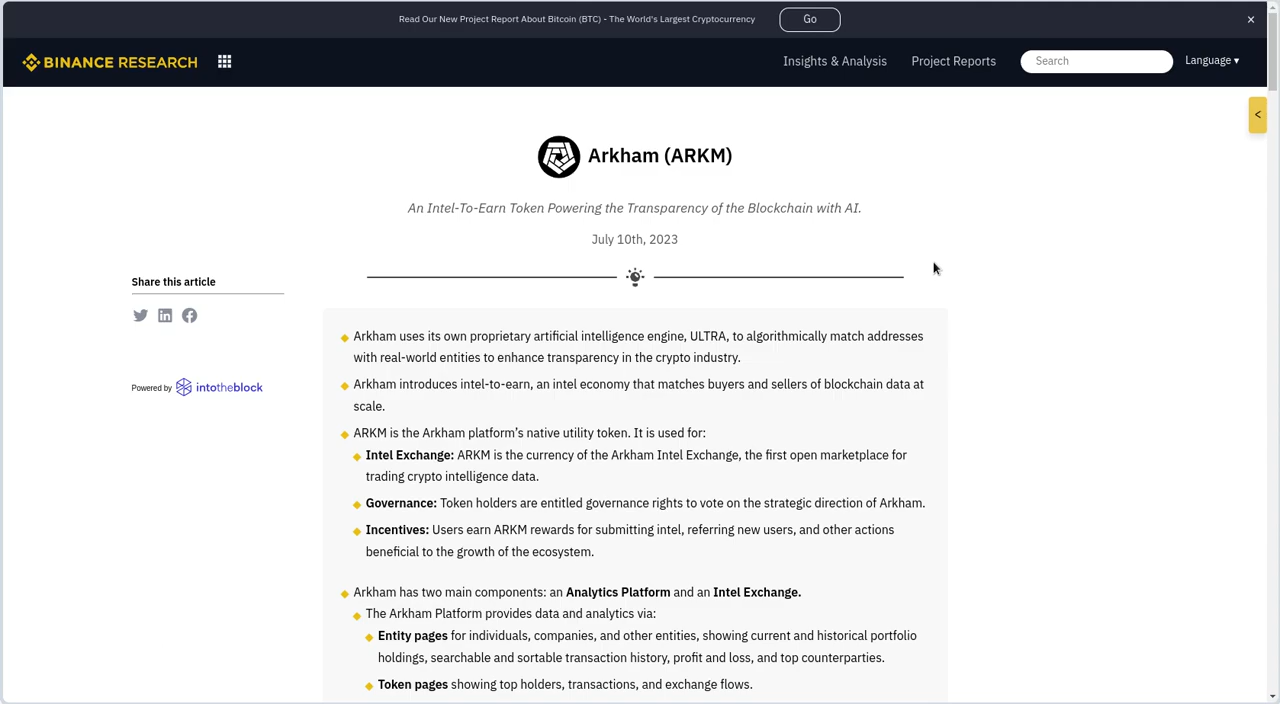 Read Our New Project Report About Bitcoin (BTC) - The World's Largest Cryptocurrency
Go
×
BINANCE RESEARCH
Insights & Analysis
Project Reports
Search
Language ▾
<
Arkham (ARKM)
An Intel-To-Earn Token Powering the Transparency of the Blockchain with AI.
July 10th, 2023
Share this article
Powered by intotheblock
Arkham uses its own proprietary artificial intelligence engine, ULTRA, to algorithmically match addresses
with real-world entities to enhance transparency in the crypto industry.
Arkham introduces intel-to-earn, an intel economy that matches buyers and sellers of blockchain data at
scale.
ARKM is the Arkham platform’s native utility token. It is used for:
Intel Exchange: ARKM is the currency of the Arkham Intel Exchange, the first open marketplace for
trading crypto intelligence data.
Governance: Token holders are entitled governance rights to vote on the strategic direction of Arkham.
Incentives: Users earn ARKM rewards for submitting intel, referring new users, and other actions
beneficial to the growth of the ecosystem.
Arkham has two main components: an Analytics Platform and an Intel Exchange.
The Arkham Platform provides data and analytics via:
Entity pages for individuals, companies, and other entities, showing current and historical portfolio
holdings, searchable and sortable transaction history, profit and loss, and top counterparties.
Token pages showing top holders, transactions, and exchange flows.